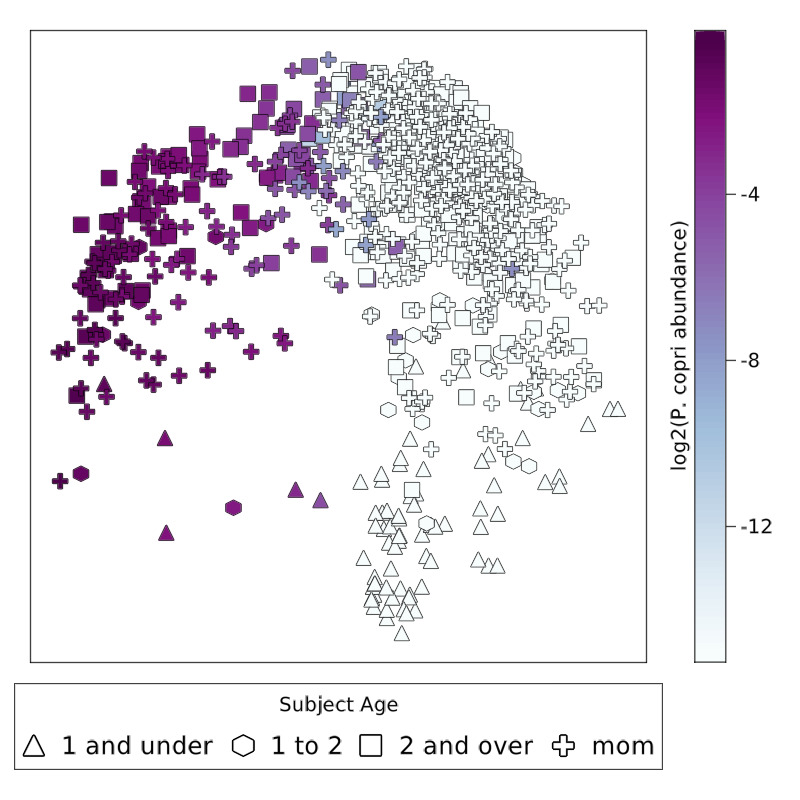 -4
-8
-12
log2(P. copri abundance)
Subject Age
1 and under 1 to 2 2 and over mom